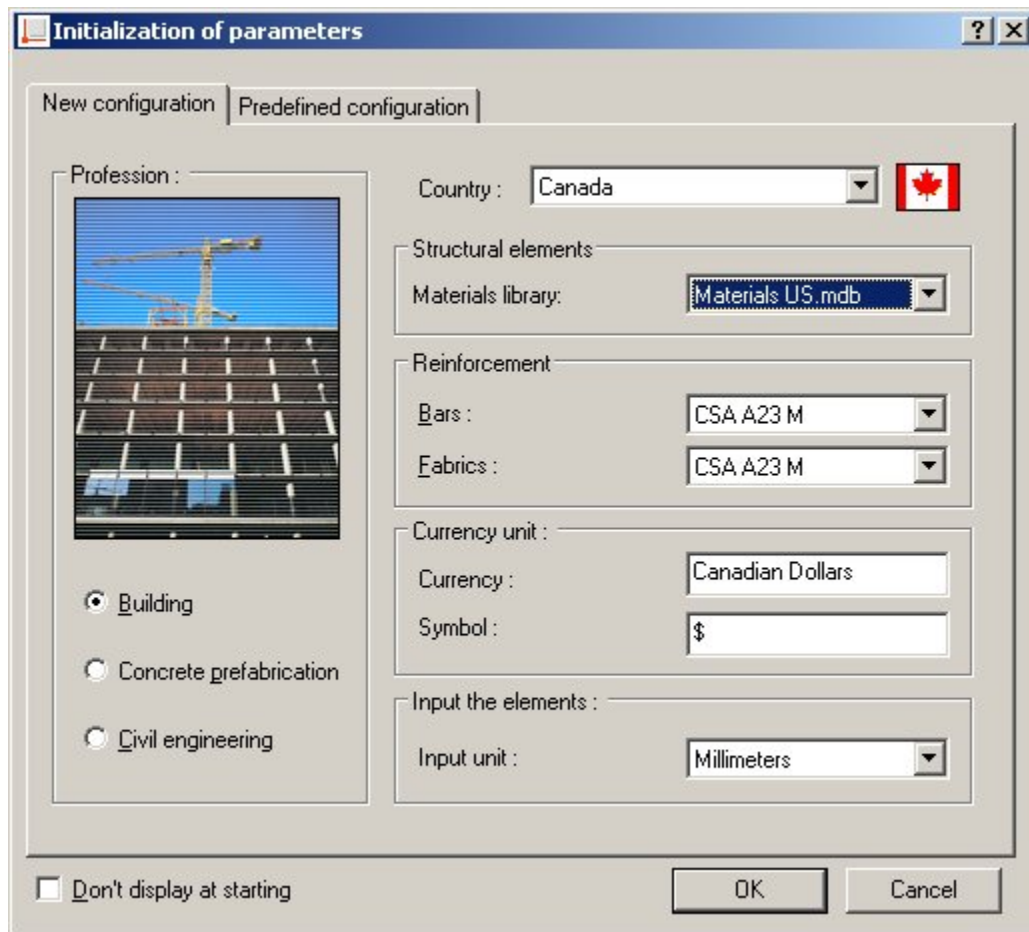 Initialization of parameters
New configuration
Predefined configuration
Profession :
Building
Concrete prefabrication
Civil engineering
Country :
Canada
Structural elements
Materials library:
Materials US.mdb
Reinforcement
Bars :
CSA A23 M
Fabrics :
CSA A23 M
Currency unit :
Currency :
Canadian Dollars
Symbol :
$
Input the elements :
Input unit :
Millimeters
Don't display at starting
OK
Cancel